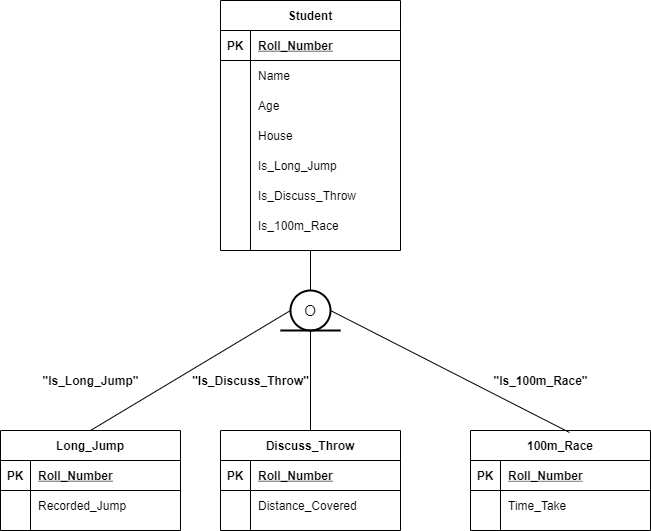 Student
PK Roll_Number
Name
Age
House
Is_Long_Jump
Is_Discuss_Throw
Is_100m_Race
O
"Is_Long_Jump" "Is_Discuss_Throw" "Is_100m_Race"
Long_Jump Discuss_Throw 100m_Race
PK Roll_Number PK Roll_Number PK Roll_Number
Recorded_Jump Distance_Covered Time_Take